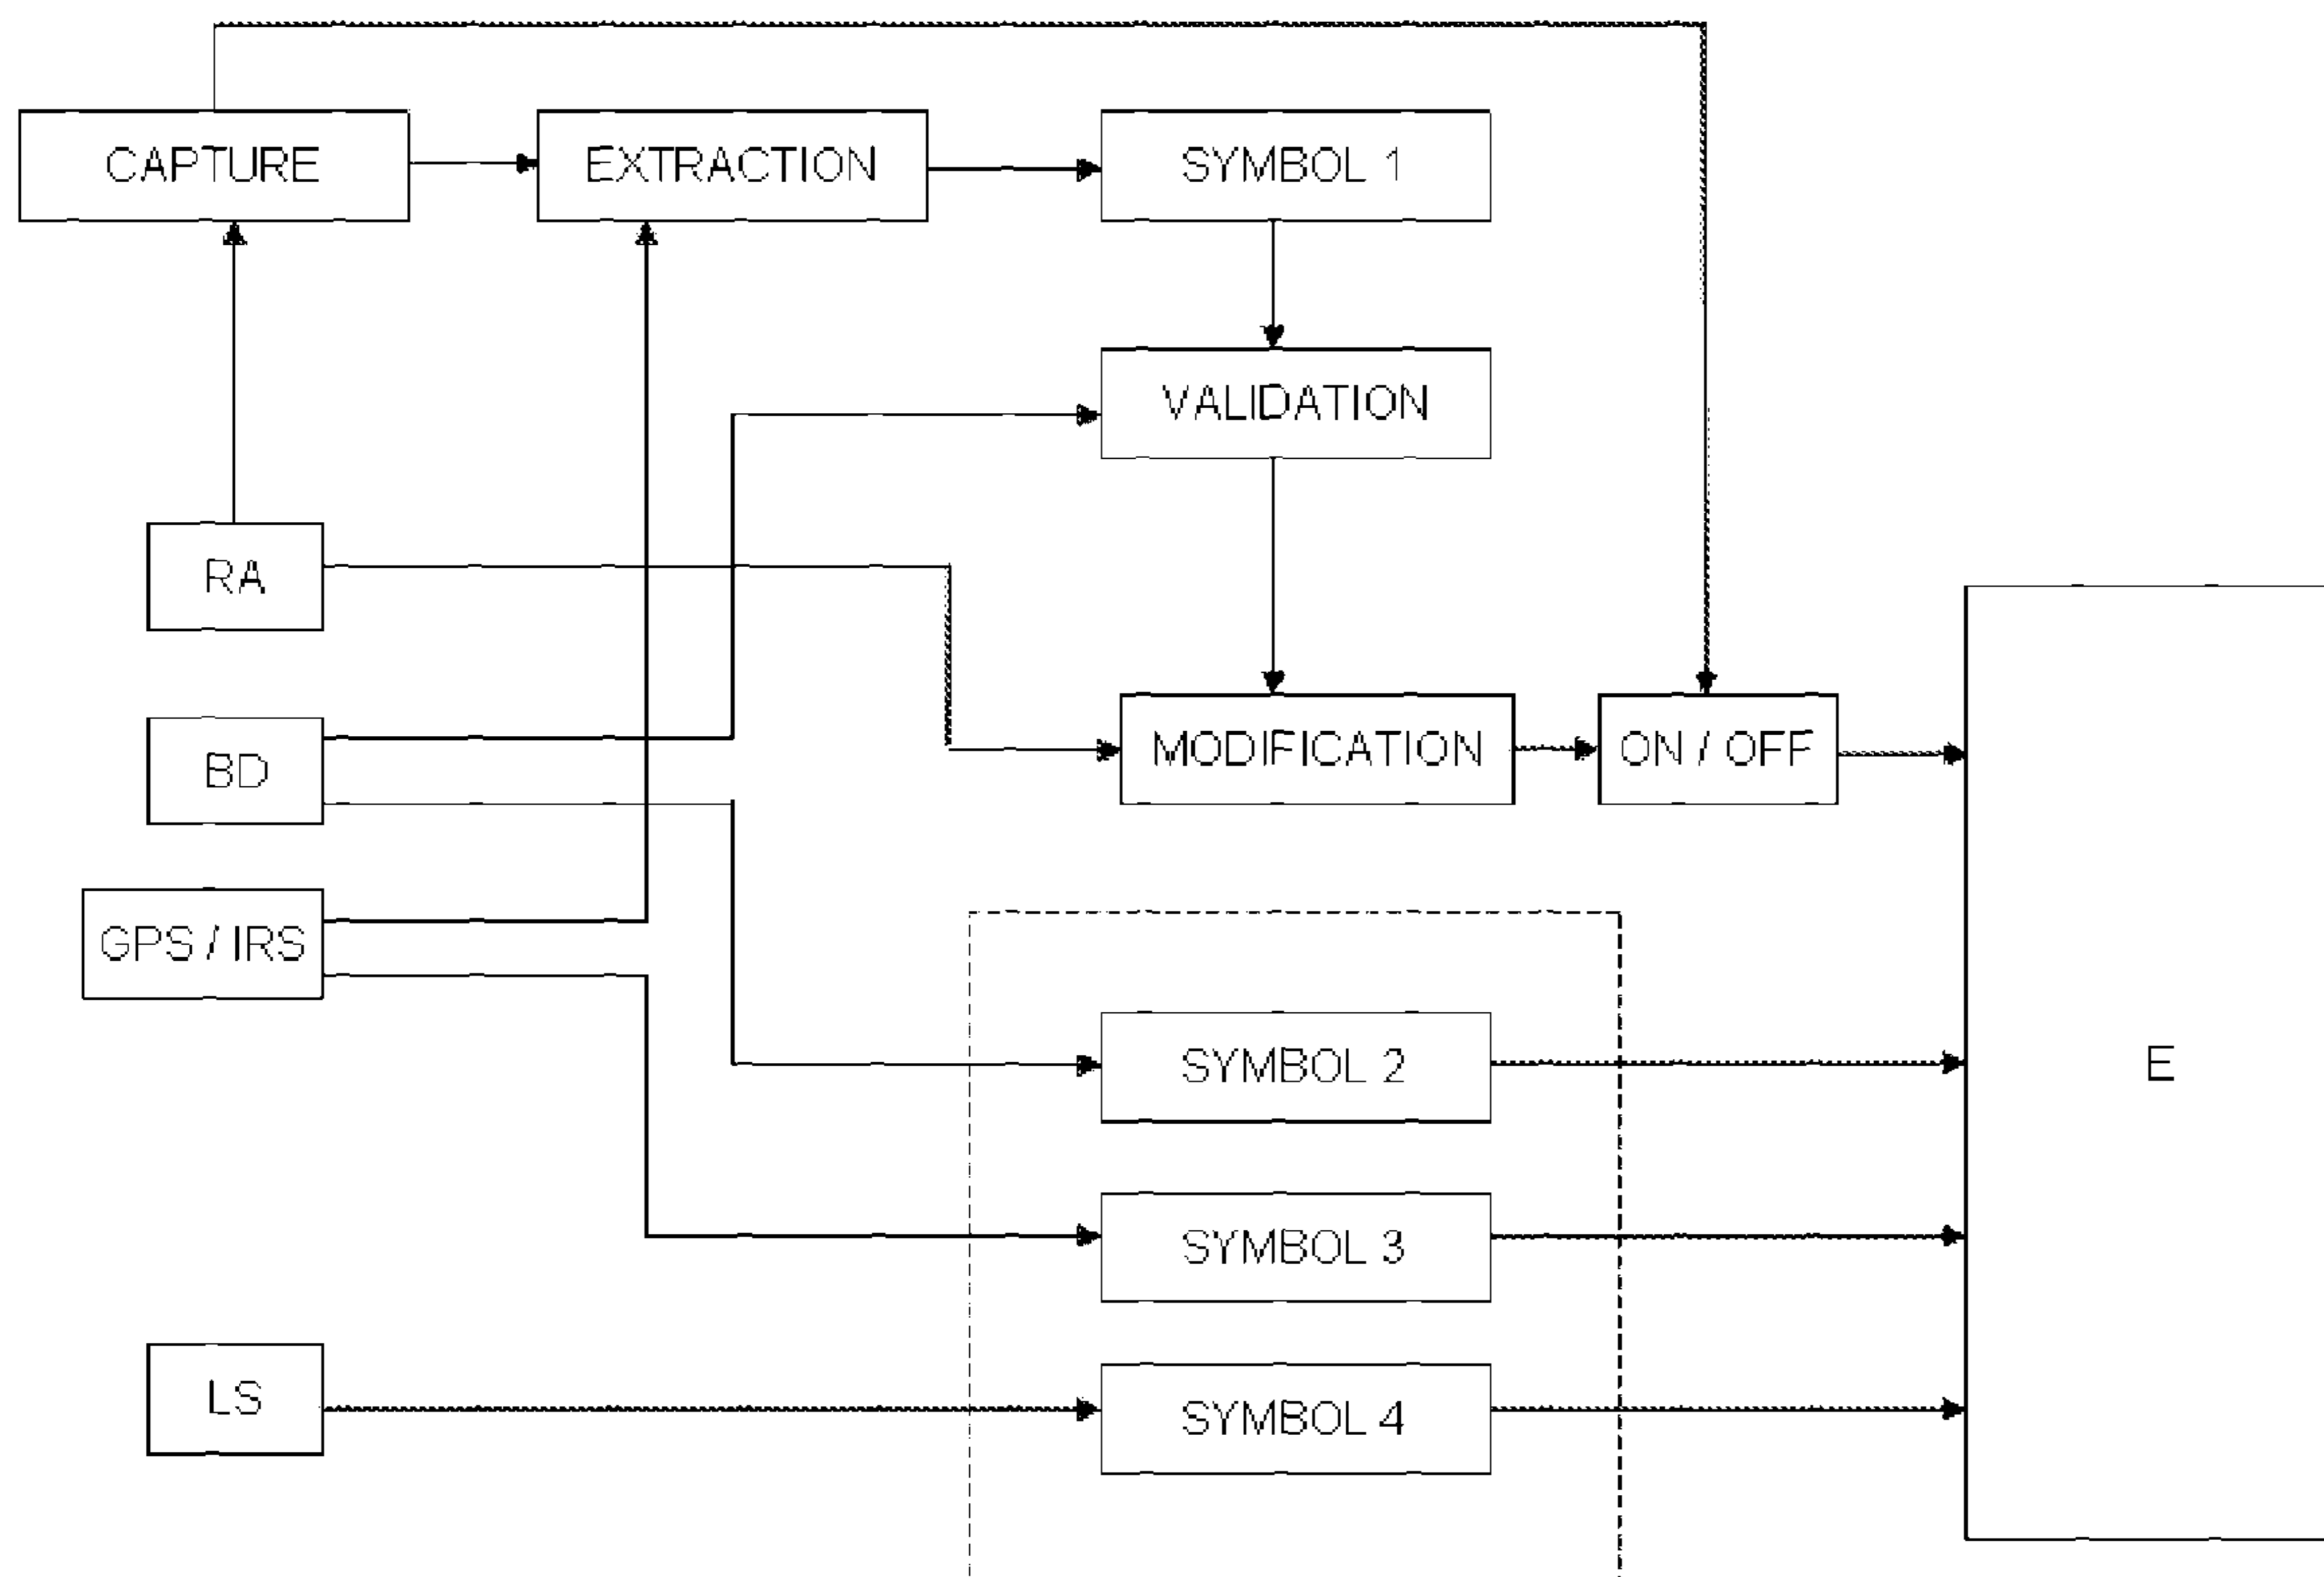 CAPTURE
EXTRACTION
SYMBOL 1
VALIDATION
RA
BD
MODIFICATION
ON / OFF
GPS / IRS
SYMBOL 2
E
SYMBOL 3
LS
SYMBOL 4